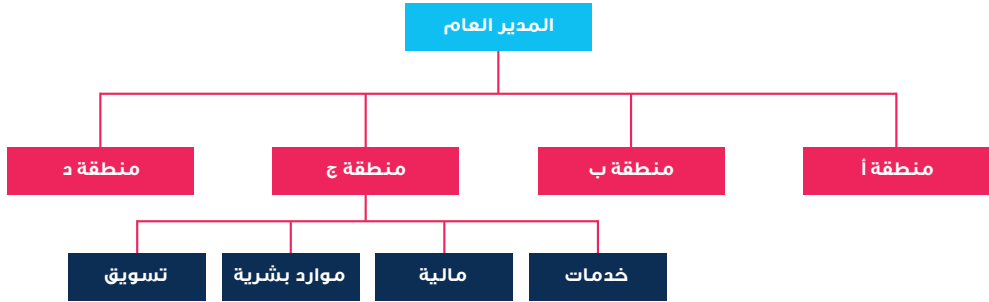 المدير العام
منطقة أ
منطقة ب
منطقة ج
منطقة د
خدمات
مالية
موارد بشرية
تسويق